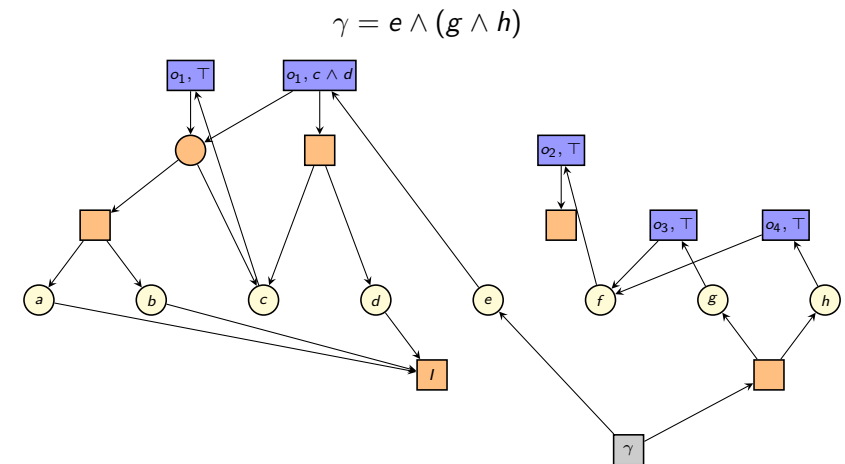 γ = e ∧ (g ∧ h)
o₁, ⊤
o₁, c ∧ d
o₂, ⊤
o₃, ⊤
o₄, ⊤
a
b
c
d
e
f
g
h
I
γ